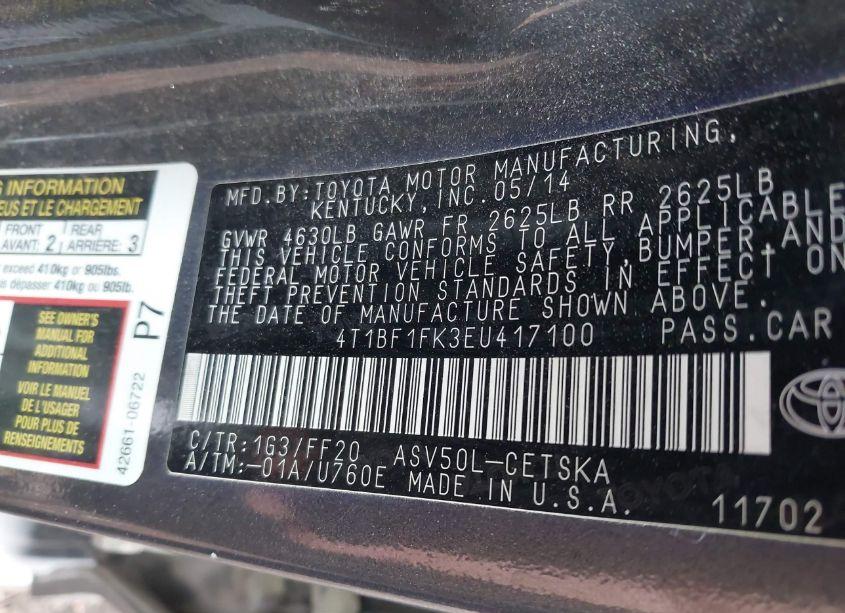 G INFORMATION
EUS ET LE CHARGEMENT
FRONT
AVANT: 2
REAR
ARRIÈRE: 3
exceed 410kg or 905lbs.
dépasser 410kg ou 905lb.
SEE OWNER'S
MANUAL FOR
ADDITIONAL
INFORMATION
VOIR LE MANUEL
DE L'USAGER
POUR PLUS DE
RENSEIGNEMENTS
P7
42661-06722
MFD.BY:TOYOTA MOTOR MANUFACTURING,
KENTUCKY,INC.05/14
GVWR 4630LB GAWR FR 2625LB RR 2625LB
THIS VEHICLE CONFORMS TO ALL APPLICABLE
FEDERAL MOTOR VEHICLE SAFETY,BUMPER,AND
THEFT PREVENTION STANDARDS IN EFFECT ON
THE DATE OF MANUFACTURE SHOWN ABOVE.
4T1BF1FK3EU417100 PASS.CAR
C/TR:1G3/FF20 ASV50L-CETSKA
A/TM:-01A/U760E MADE IN U.S.A.
TOYOTA
11702